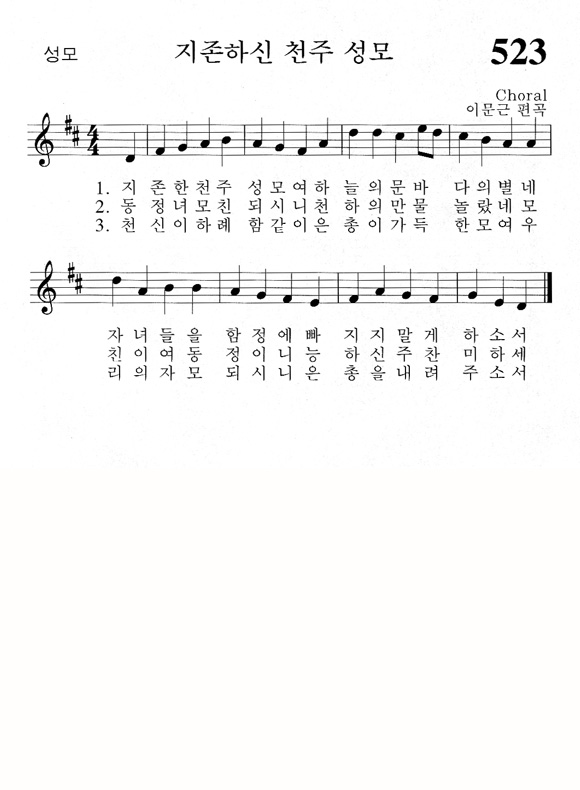 성모 지존하신 천주 성모 523
Choral
이문근 편곡
4
4
1. 지 존한천주 성모여하 늘의문바 다의별네
2. 동 정녀모친 되시니천 하의만물 놀랐네모
3. 천 신이하례 함같이은 총이가득 한모여우
자녀들을 함정에빠 지지말게 하소서
친이여동 정이니능 하신주찬 미하세
리의자모 되시니은 총을내려 주소서